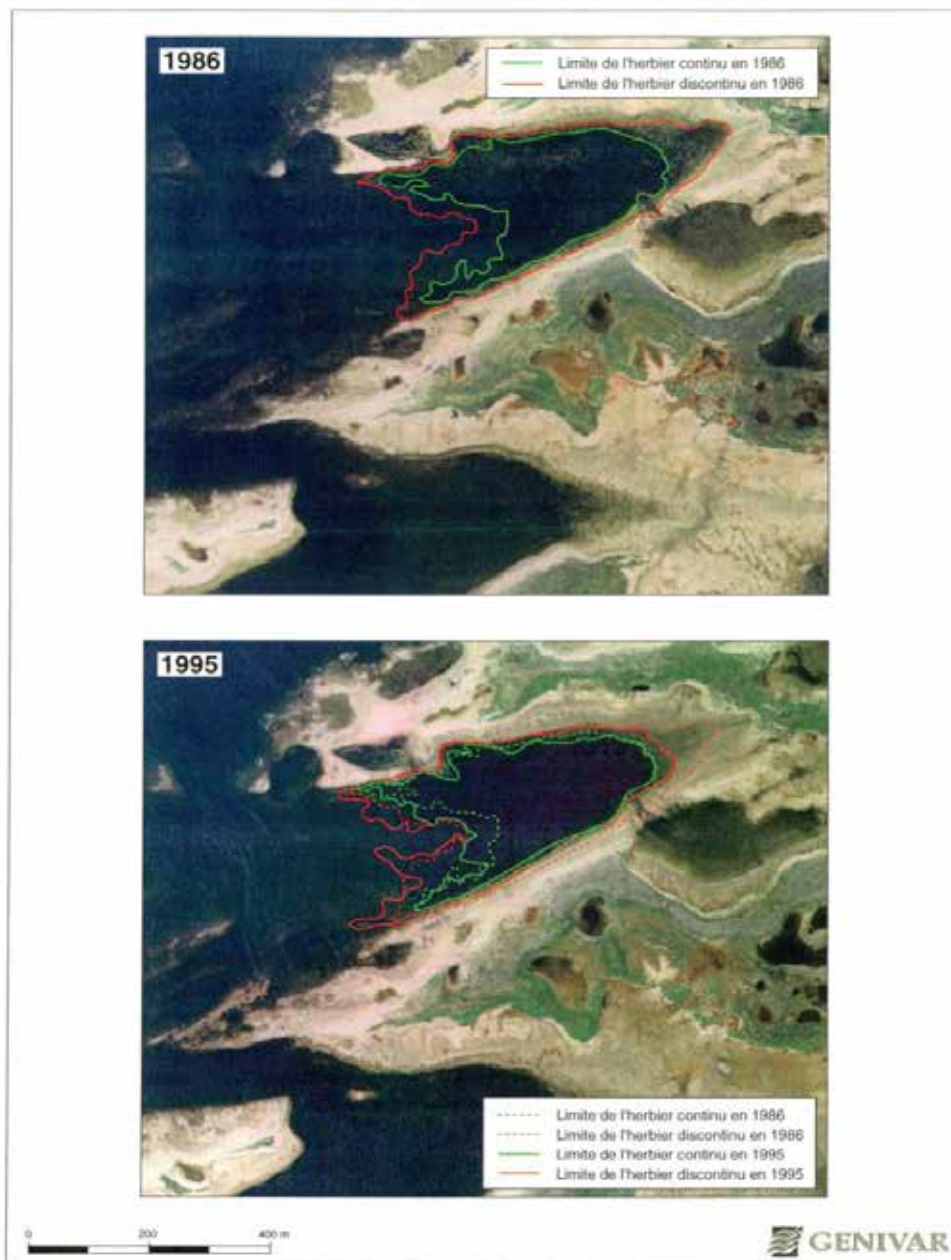 1986
Limite de l'herbier continu en 1986
Limite de l'herbier discontinu en 1986
1995
Limite de l'herbier continu en 1986
Limite de l'herbier discontinu en 1986
Limite de l'herbier continu en 1995
Limite de l'herbier discontinu en 1995
0 200 400 m
GENIVAR